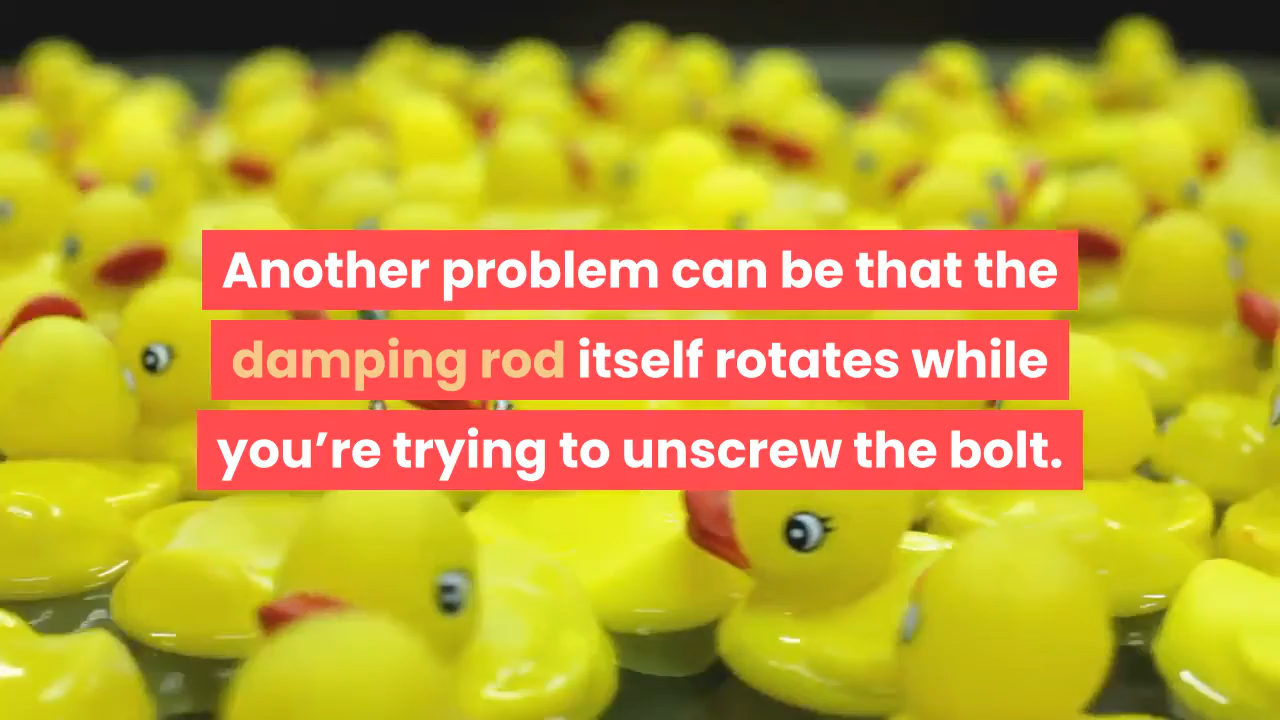 Another problem can be that the
damping rod itself rotates while
you’re trying to unscrew the bolt.